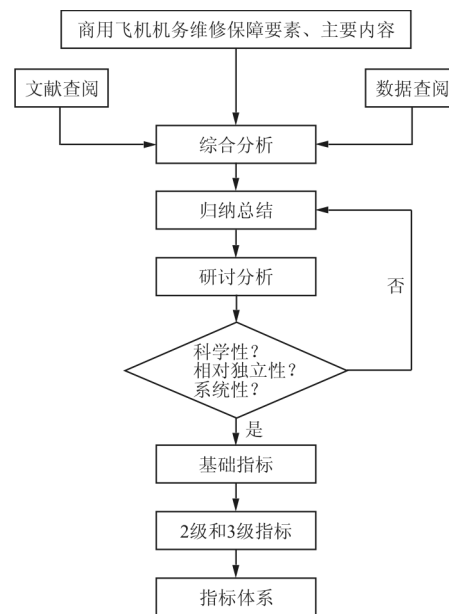 商用飞机机务维修保障要素、主要内容
文献查阅
数据查阅
综合分析
归纳总结
研讨分析
否
科学性?
相对独立性?
系统性?
是
基础指标
2级和3级指标
指标体系